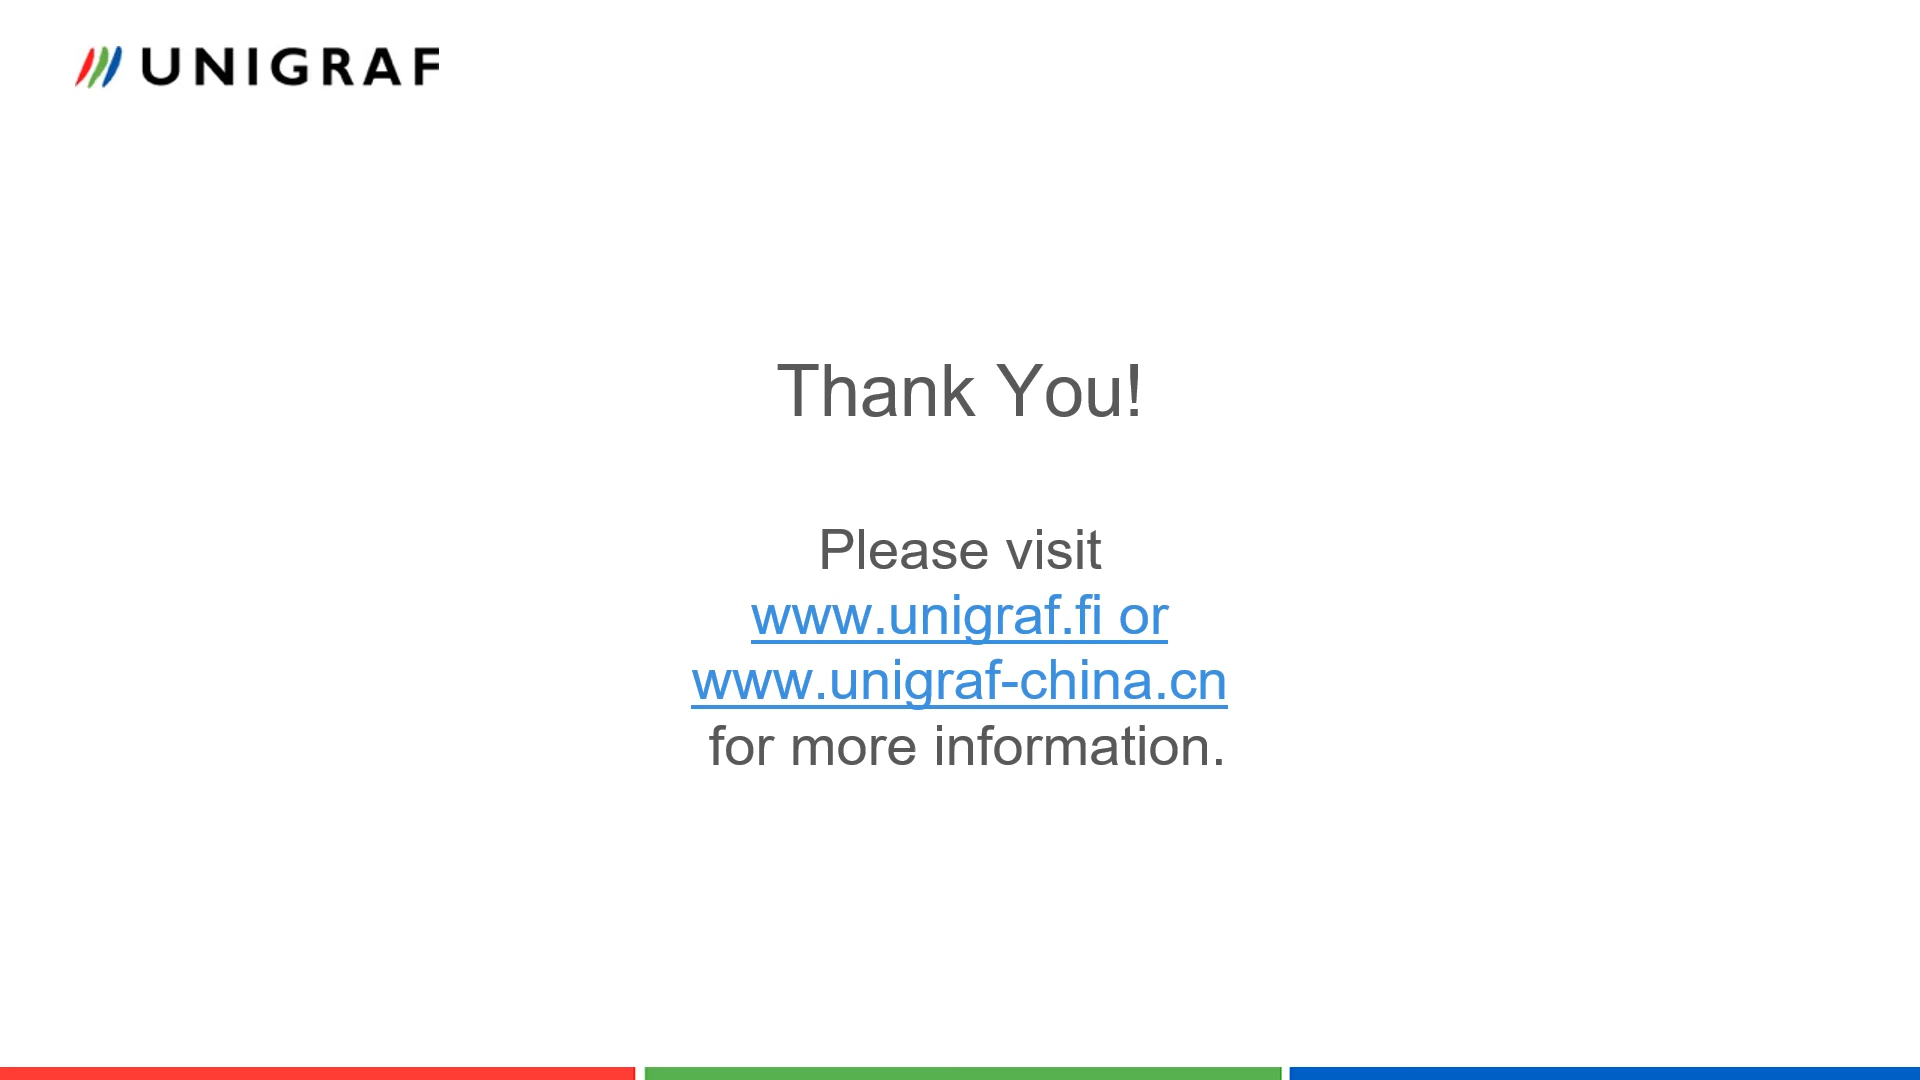 UNIGRAF
Thank You!
Please visit
www.unigraf.fi or
www.unigraf-china.cn
for more information.